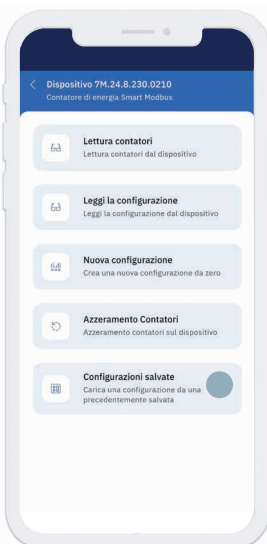 Dispositivo 7M.24.8.230.0210
Contatore di energia Smart Modbus
Lettura contatori
Lettura contatori dal dispositivo
Leggi la configurazione
Leggi la configurazione dal dispositivo
Nuova configurazione
Crea una nuova configurazione da zero
Azzeramento Contatori
Azzeramento contatori sul dispositivo
Configurazioni salvate
Carica una configurazione da una
precedentemente salvata